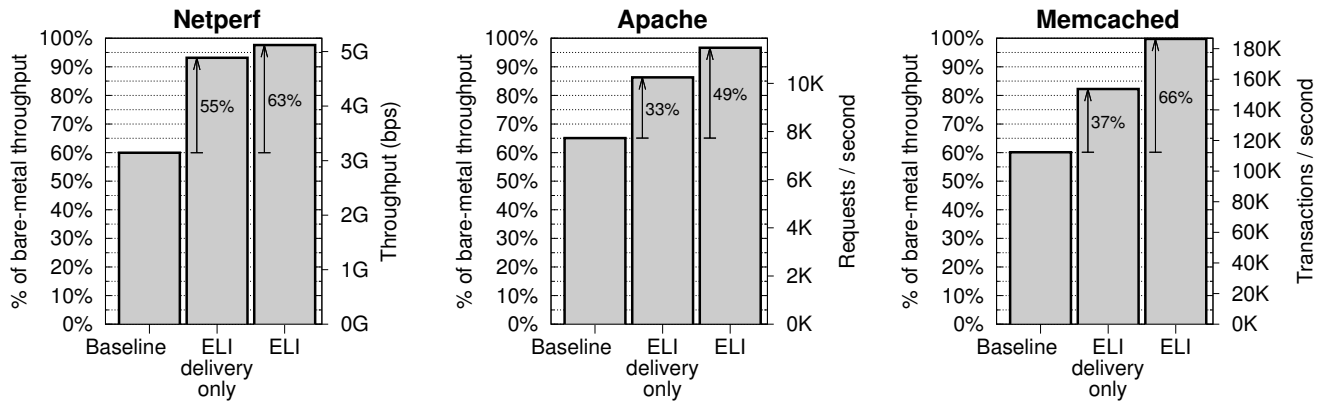 Netperf
% of bare-metal throughput
100%
90%
80%
70%
60%
50%
40%
30%
20%
10%
0%
55%
63%
5G
4G
3G
2G
1G
0G
Throughput (bps)
Baseline
ELI
delivery
only
ELI
Apache
% of bare-metal throughput
100%
90%
80%
70%
60%
50%
40%
30%
20%
10%
0%
33%
49%
10K
8K
6K
4K
2K
0K
Requests / second
Baseline
ELI
delivery
only
ELI
Memcached
% of bare-metal throughput
100%
90%
80%
70%
60%
50%
40%
30%
20%
10%
0%
37%
66%
180K
160K
140K
120K
100K
80K
60K
40K
20K
0K
Transactions / second
Baseline
ELI
delivery
only
ELI